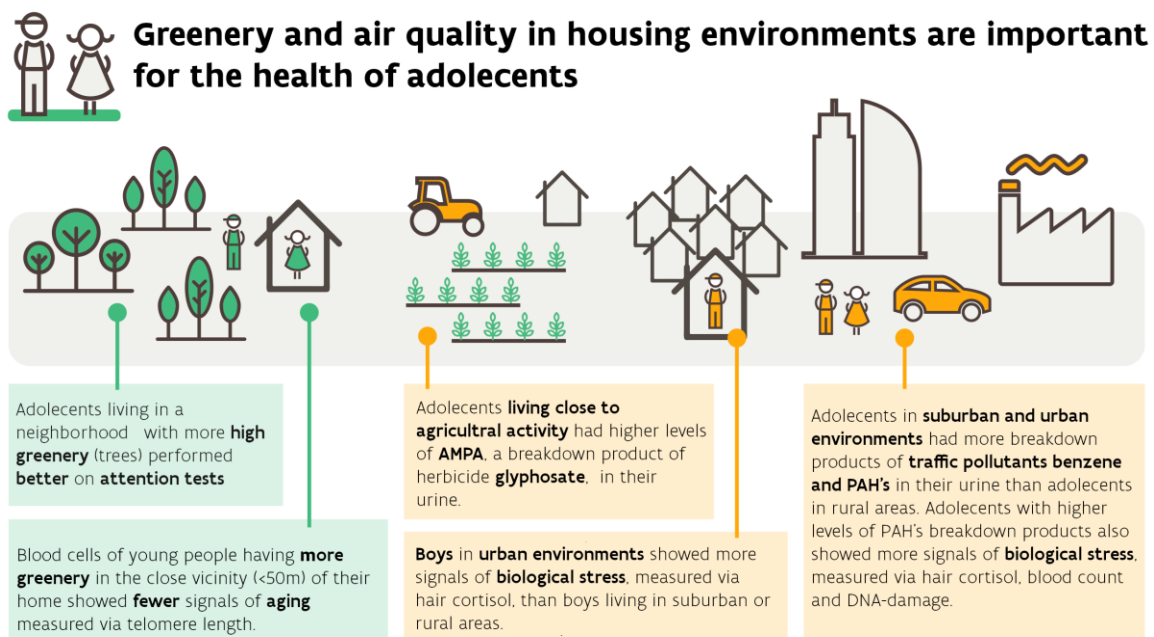 Greenery and air quality in housing environments are important
for the health of adolecents
Adolecents living in a
neighborhood with more high
greenery (trees) performed
better on attention tests
Blood cells of young people having more
greenery in the close vicinity (<50m) of their
home showed fewer signals of aging
measured via telomere length.
Adolecents living close to
agricultral activity had higher levels
of AMPA, a breakdown product of
herbicide glyphosate, in their
urine.
Boys in urban environments showed more
signals of biological stress, measured via
hair cortisol, than boys living in suburban or
rural areas.
Adolecents in suburban and urban
environments had more breakdown
products of traffic pollutants benzene
and PAH's in their urine than adolecents
in rural areas. Adolecents with higher
levels of PAH's breakdown products also
showed more signals of biological stress,
measured via hair cortisol, blood count
and DNA-damage.